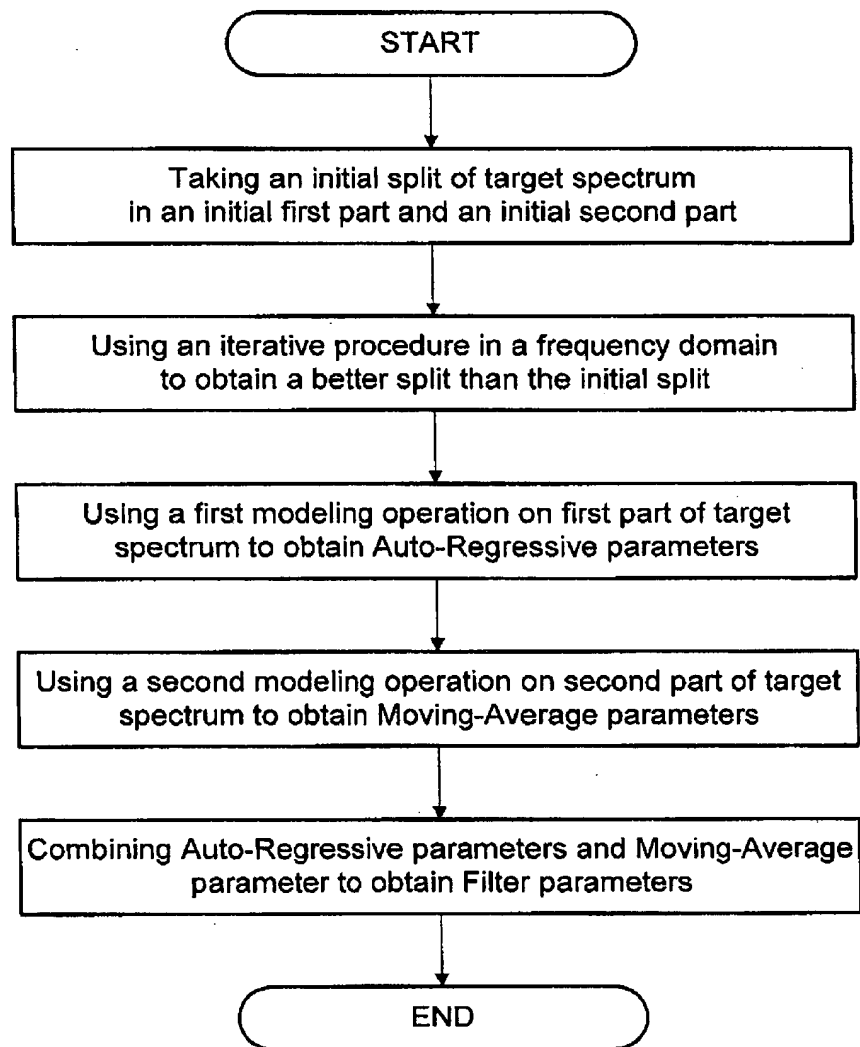 START
Taking an initial split of target spectrum
in an initial first part and an initial second part
Using an iterative procedure in a frequency domain
to obtain a better split than the initial split
Using a first modeling operation on first part of target
spectrum to obtain Auto-Regressive parameters
Using a second modeling operation on second part of target
spectrum to obtain Moving-Average parameters
Combining Auto-Regressive parameters and Moving-Average
parameter to obtain Filter parameters
END